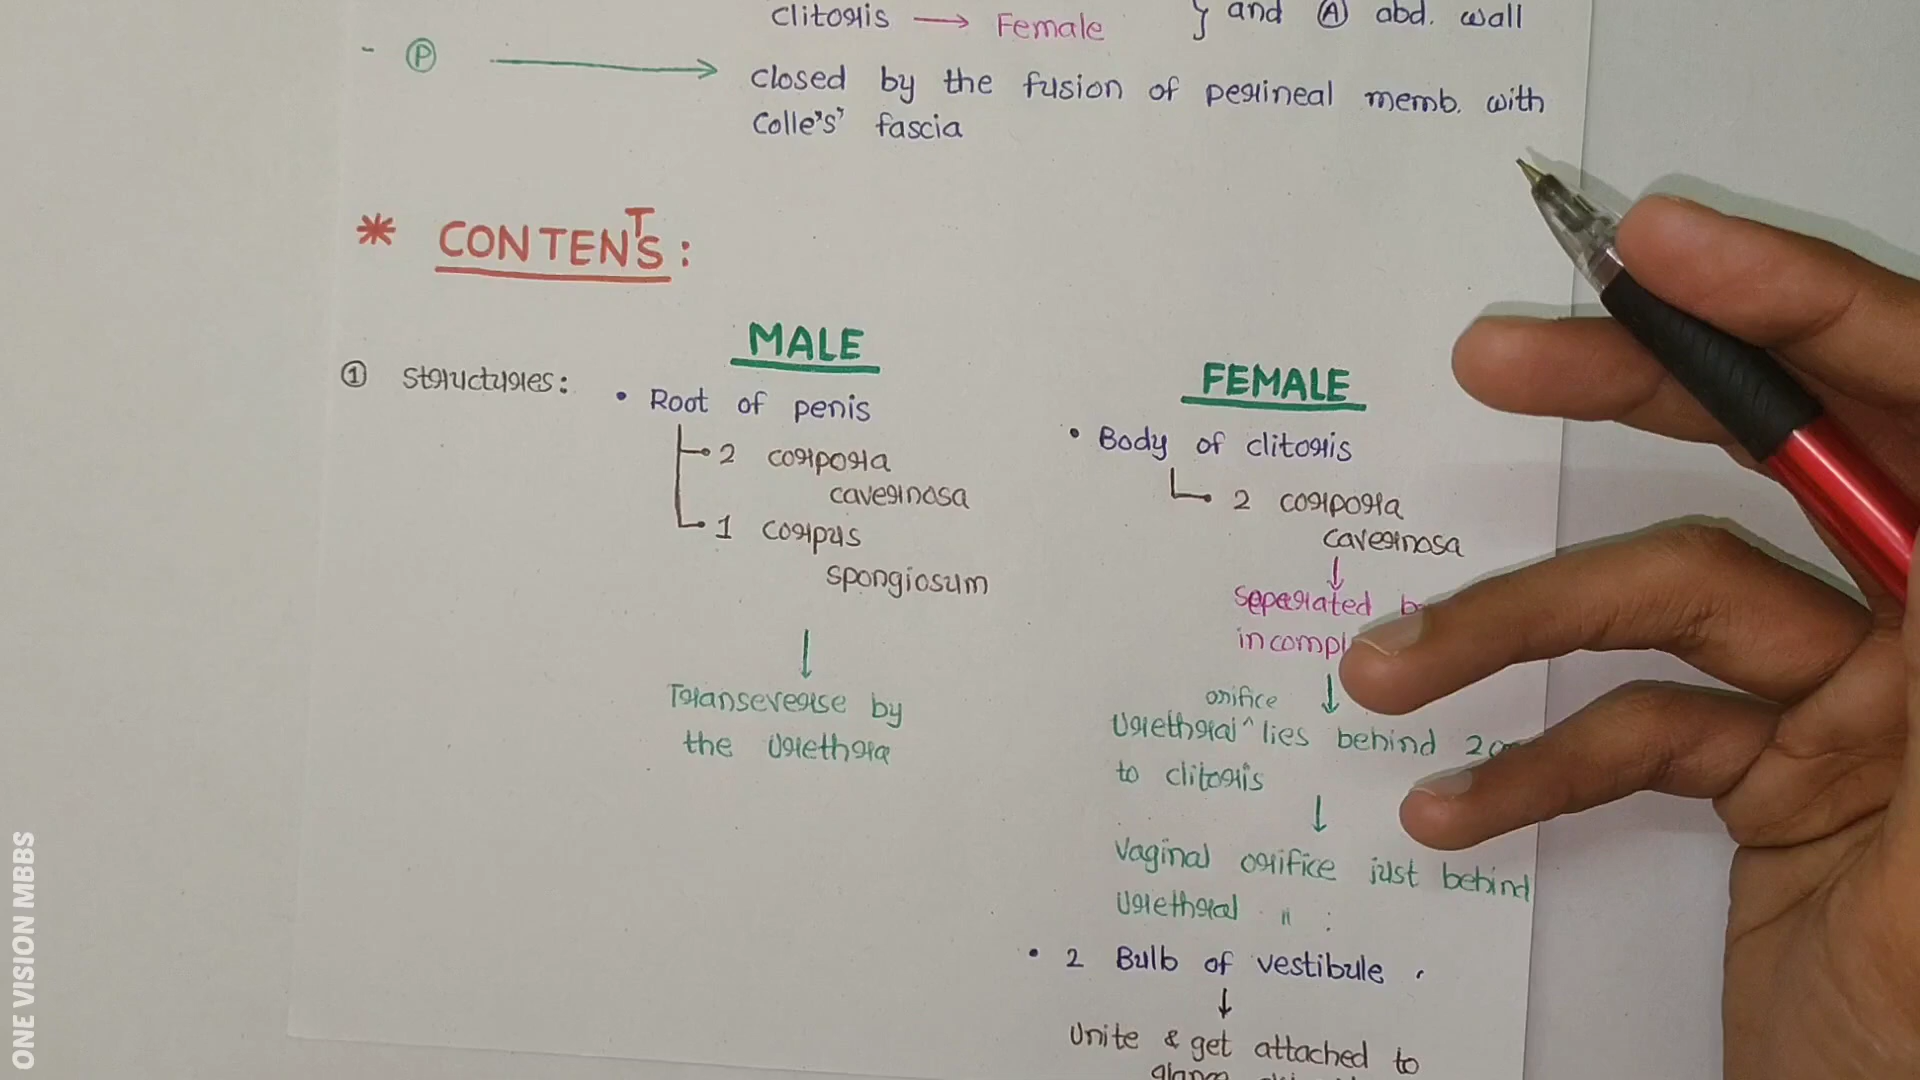 clitoris → Female } and Ⓐ abd. wall
- Ⓟ → closed by the fusion of perineal memb. with
Colle's' fascia
* CONTENTS:
MALE
FEMALE
① Structures:
• Root of penis
2 corpora
cavernosa
1 corpus
spongiosum
↓
Transeverse by
the Urethra
• Body of clitoris
2 corpora
cavernosa
↓
Seperated
↓
orifice
Urethral ^ lies behind
to clitoris
↓
Vaginal orifice just behind
Urethral " :
• 2 Bulb of vestibule
↓
Unite & get attached to
ONE VISION MBBS